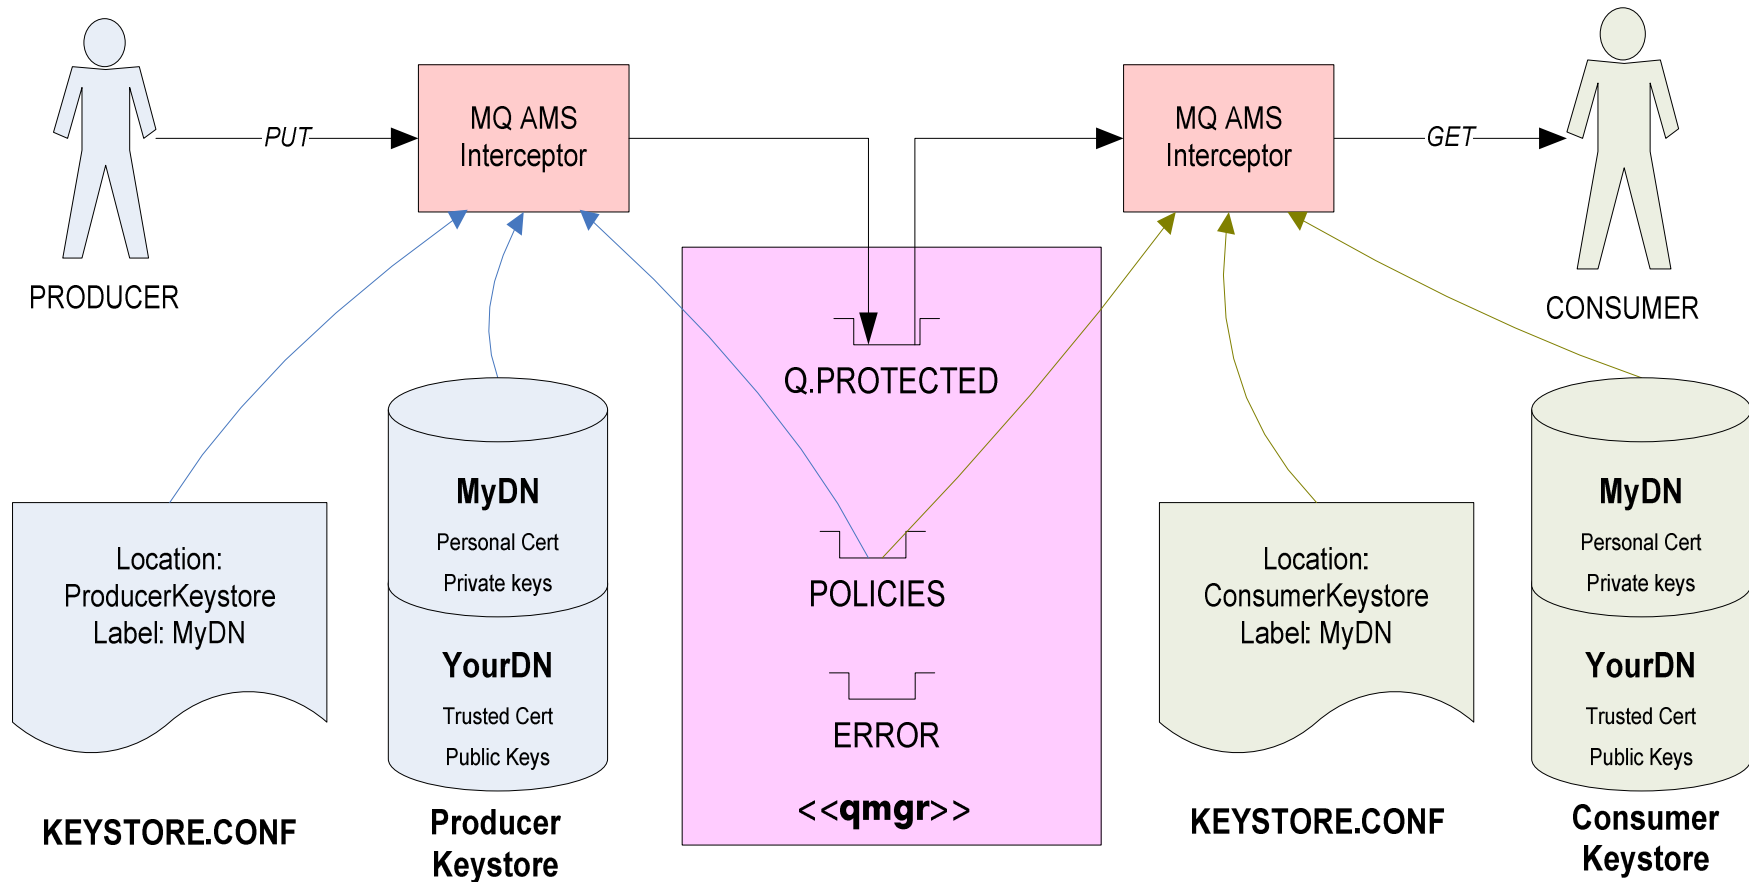 PRODUCER
PUT
MQ AMS
Interceptor
MQ AMS
Interceptor
GET
CONSUMER
Location:
ProducerKeystore
Label: MyDN
KEYSTORE.CONF
MyDN
Personal Cert
Private keys
YourDN
Trusted Cert
Public Keys
Producer
Keystore
Q.PROTECTED
POLICIES
ERROR
<<qmgr>>
Location:
ConsumerKeystore
Label: MyDN
KEYSTORE.CONF
MyDN
Personal Cert
Private keys
YourDN
Trusted Cert
Public Keys
Consumer
Keystore